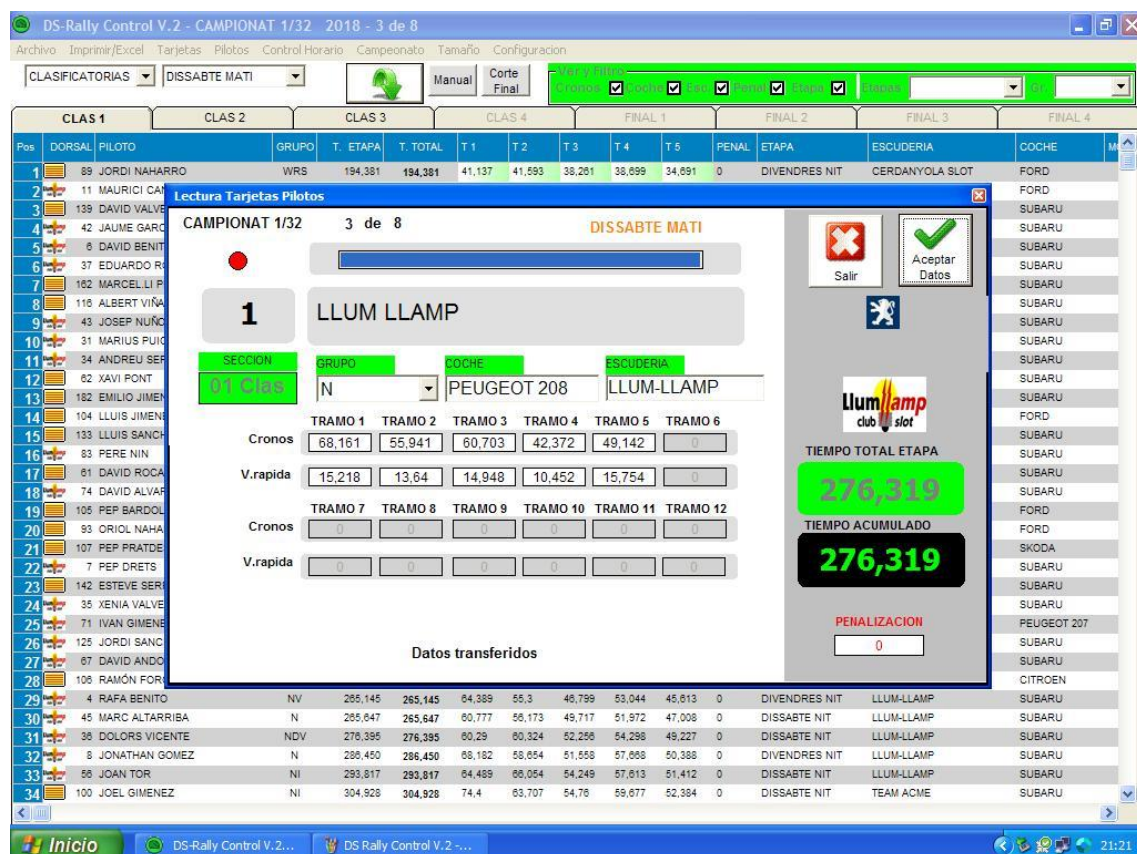 DS-Rally Control V.2 - CAMPIONAT 1/32 2018 - 3 de 8
Archivo Imprimir/Excel Tarjetas Pilotos Control Horario Campeonato Tamaño Configuracion
CLASIFICATORIAS DISSABTE MATI Manual Corte Final
Ver y Filtro
Cronos Coche Esc. Penal Etapa Etapas Gr.
CLAS 1 CLAS 2 CLAS 3 CLAS 4 FINAL 1 FINAL 2 FINAL 3 FINAL 4
Pos DORSAL PILOTO GRUPO T. ETAPA T. TOTAL T 1 T 2 T 3 T 4 T 5 PENAL ETAPA ESCUDERIA COCHE
1 89 JORDI NAHARRO WRS 194,381 194,381 41,137 41,593 38,261 38,699 34,691 0 DIVENDRES NIT CERDANYOLA SLOT FORD
2 11 MAURICI FORD
3 139 DAVID VALVE SUBARU
4 42 JAUME GARC SUBARU
5 6 DAVID BENIT SUBARU
6 37 EDUARDO SUBARU
7 162 MARCEL.LI P SUBARU
8 116 ALBERT VIÑA SUBARU
9 43 JOSEP NUÑO SUBARU
10 31 MARIUS PUIG SUBARU
11 34 ANDREU SER SUBARU
12 62 XAVI PONT SUBARU
13 182 EMILIO JIMEN SUBARU
14 104 LLUIS JIMEN FORD
15 133 LLUIS SANCH SUBARU
16 83 PERE NIN SUBARU
17 61 DAVID ROCA SUBARU
18 74 DAVID ALVAR SUBARU
19 105 PEP BARDOL FORD
20 93 ORIOL NAHA FORD
21 107 PEP PRATDE SKODA
22 7 PEP DRETS SUBARU
23 142 ESTEVE SERR SUBARU
24 35 XENIA VALVE SUBARU
25 71 IVAN GIMENE PEUGEOT 207
26 125 JORDI SANC SUBARU
27 67 DAVID ANDO SUBARU
28 106 RAMÓN FOR CITROEN
29 4 RAFA BENITO NV 265,145 265,145 64,389 55,3 46,799 53,044 45,613 0 DIVENDRES NIT LLUM-LLAMP SUBARU
30 45 MARC ALTARRIBA N 265,647 265,647 60,777 56,173 49,717 51,972 47,008 0 DISSABTE NIT LLUM-LLAMP SUBARU
31 36 DOLORS VICENTE NDV 276,395 276,395 60,29 60,324 52,256 54,298 49,227 0 DISSABTE NIT LLUM-LLAMP SUBARU
32 8 JONATHAN GOMEZ N 286,450 286,450 68,182 58,654 51,558 57,668 50,388 0 DIVENDRES NIT LLUM-LLAMP SUBARU
33 56 JOAN TOR NI 293,817 293,817 64,489 66,054 54,249 57,613 51,412 0 DISSABTE NIT LLUM-LLAMP SUBARU
34 100 JOEL GIMENEZ NI 304,928 304,928 74,4 63,707 54,76 59,677 52,384 0 DISSABTE NIT TEAM ACME SUBARU
Lectura Tarjetas Pilotos
CAMPIONAT 1/32 3 de 8 DISSABTE MATI
Salir Aceptar Datos
1 LLUM LLAMP
SECCION GRUPO COCHE ESCUDERIA
01 Clas N PEUGEOT 208 LLUM-LLAMP
TRAMO 1 TRAMO 2 TRAMO 3 TRAMO 4 TRAMO 5 TRAMO 6
Cronos 68,161 55,941 60,703 42,372 49,142 0
V.rapida 15,218 13,64 14,948 10,452 15,754 0
TRAMO 7 TRAMO 8 TRAMO 9 TRAMO 10 TRAMO 11 TRAMO 12
Cronos 0 0 0 0 0 0
V.rapida 0 0 0 0 0 0
Datos transferidos
Llumllamp
club slot
TIEMPO TOTAL ETAPA
276,319
TIEMPO ACUMULADO
276,319
PENALIZACION
0
Inicio DS-Rally Control V.2... DS Rally Control V.2 -... 21:21